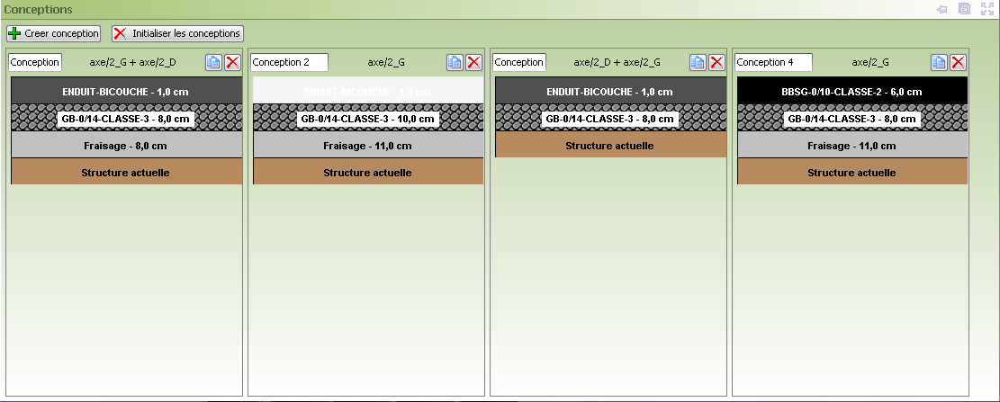 Conceptions
Creer conception Initialiser les conceptions
Conception axe/2_G + axe/2_D
ENDUIT-BICOUCHE - 1,0 cm
GB-0/14-CLASSE-3 - 8,0 cm
Fraisage - 8,0 cm
Structure actuelle
Conception 2 axe/2_G
ENDUIT-BICOUCHE - 1,0 cm
GB-0/14-CLASSE-3 - 10,0 cm
Fraisage - 11,0 cm
Structure actuelle
Conception axe/2_D + axe/2_G
ENDUIT-BICOUCHE - 1,0 cm
GB-0/14-CLASSE-3 - 8,0 cm
Structure actuelle
Conception 4 axe/2_G
BBSG-0/10-CLASSE-2 - 6,0 cm
GB-0/14-CLASSE-3 - 8,0 cm
Fraisage - 11,0 cm
Structure actuelle